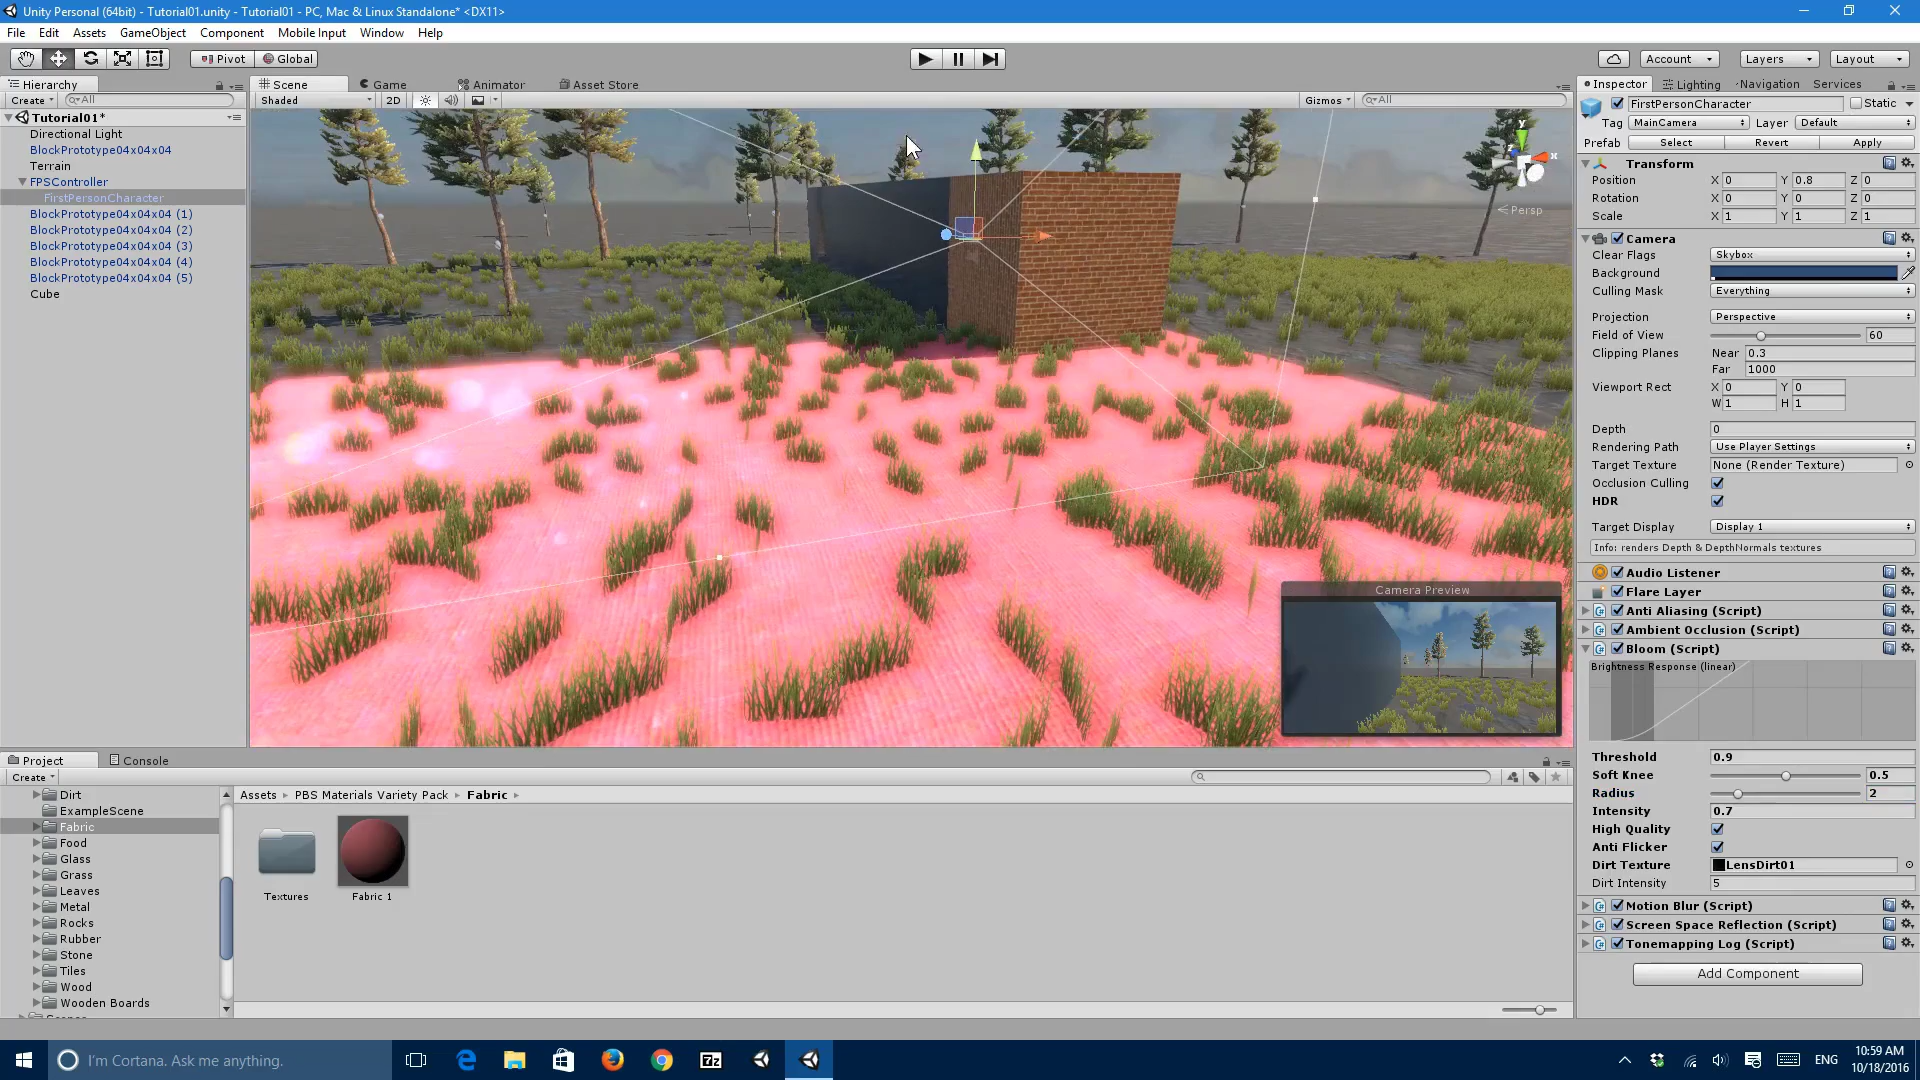 Unity Personal (64bit) - Tutorial01.unity - Tutorial01 - PC, Mac & Linux Standalone* <DX11>
File Edit Assets GameObject Component Mobile Input Window Help
Pivot Global Account Layers Layout
Hierarchy
Create All
Tutorial01*
Directional Light
BlockPrototype04x04x04
Terrain
FPSController
FirstPersonCharacter
BlockPrototype04x04x04 (1)
BlockPrototype04x04x04 (2)
BlockPrototype04x04x04 (3)
BlockPrototype04x04x04 (4)
BlockPrototype04x04x04 (5)
Cube
Scene Game Animator Asset Store
Shaded 2D Gizmos All
y
x
Persp
Camera Preview
Inspector Lighting Navigation Services
FirstPersonCharacter Static
Tag MainCamera Layer Default
Prefab Select Revert Apply
Transform
Position X 0 Y 0.8 Z 0
Rotation X 0 Y 0 Z 0
Scale X 1 Y 1 Z 1
Camera
Clear Flags Skybox
Background
Culling Mask Everything
Projection Perspective
Field of View 60
Clipping Planes Near 0.3
Far 1000
Viewport Rect X 0 Y 0
W 1 H 1
Depth 0
Rendering Path Use Player Settings
Target Texture None (Render Texture)
Occlusion Culling
HDR
Target Display Display 1
Info: renders Depth & DepthNormals textures
Audio Listener
Flare Layer
Anti Aliasing (Script)
Ambient Occlusion (Script)
Bloom (Script)
Brightness Response (linear)
Threshold 0.9
Soft Knee 0.5
Radius 2
Intensity 0.7
High Quality
Anti Flicker
Dirt Texture LensDirt01
Dirt Intensity 5
Motion Blur (Script)
Screen Space Reflection (Script)
Tonemapping Log (Script)
Add Component
Project Console
Create
Dirt
ExampleScene
Fabric
Food
Glass
Grass
Leaves
Metal
Rocks
Rubber
Stone
Tiles
Wood
Wooden Boards
Assets PBS Materials Variety Pack Fabric
Textures Fabric 1
I'm Cortana. Ask me anything.
7z
ENG
10:59 AM
10/18/2016